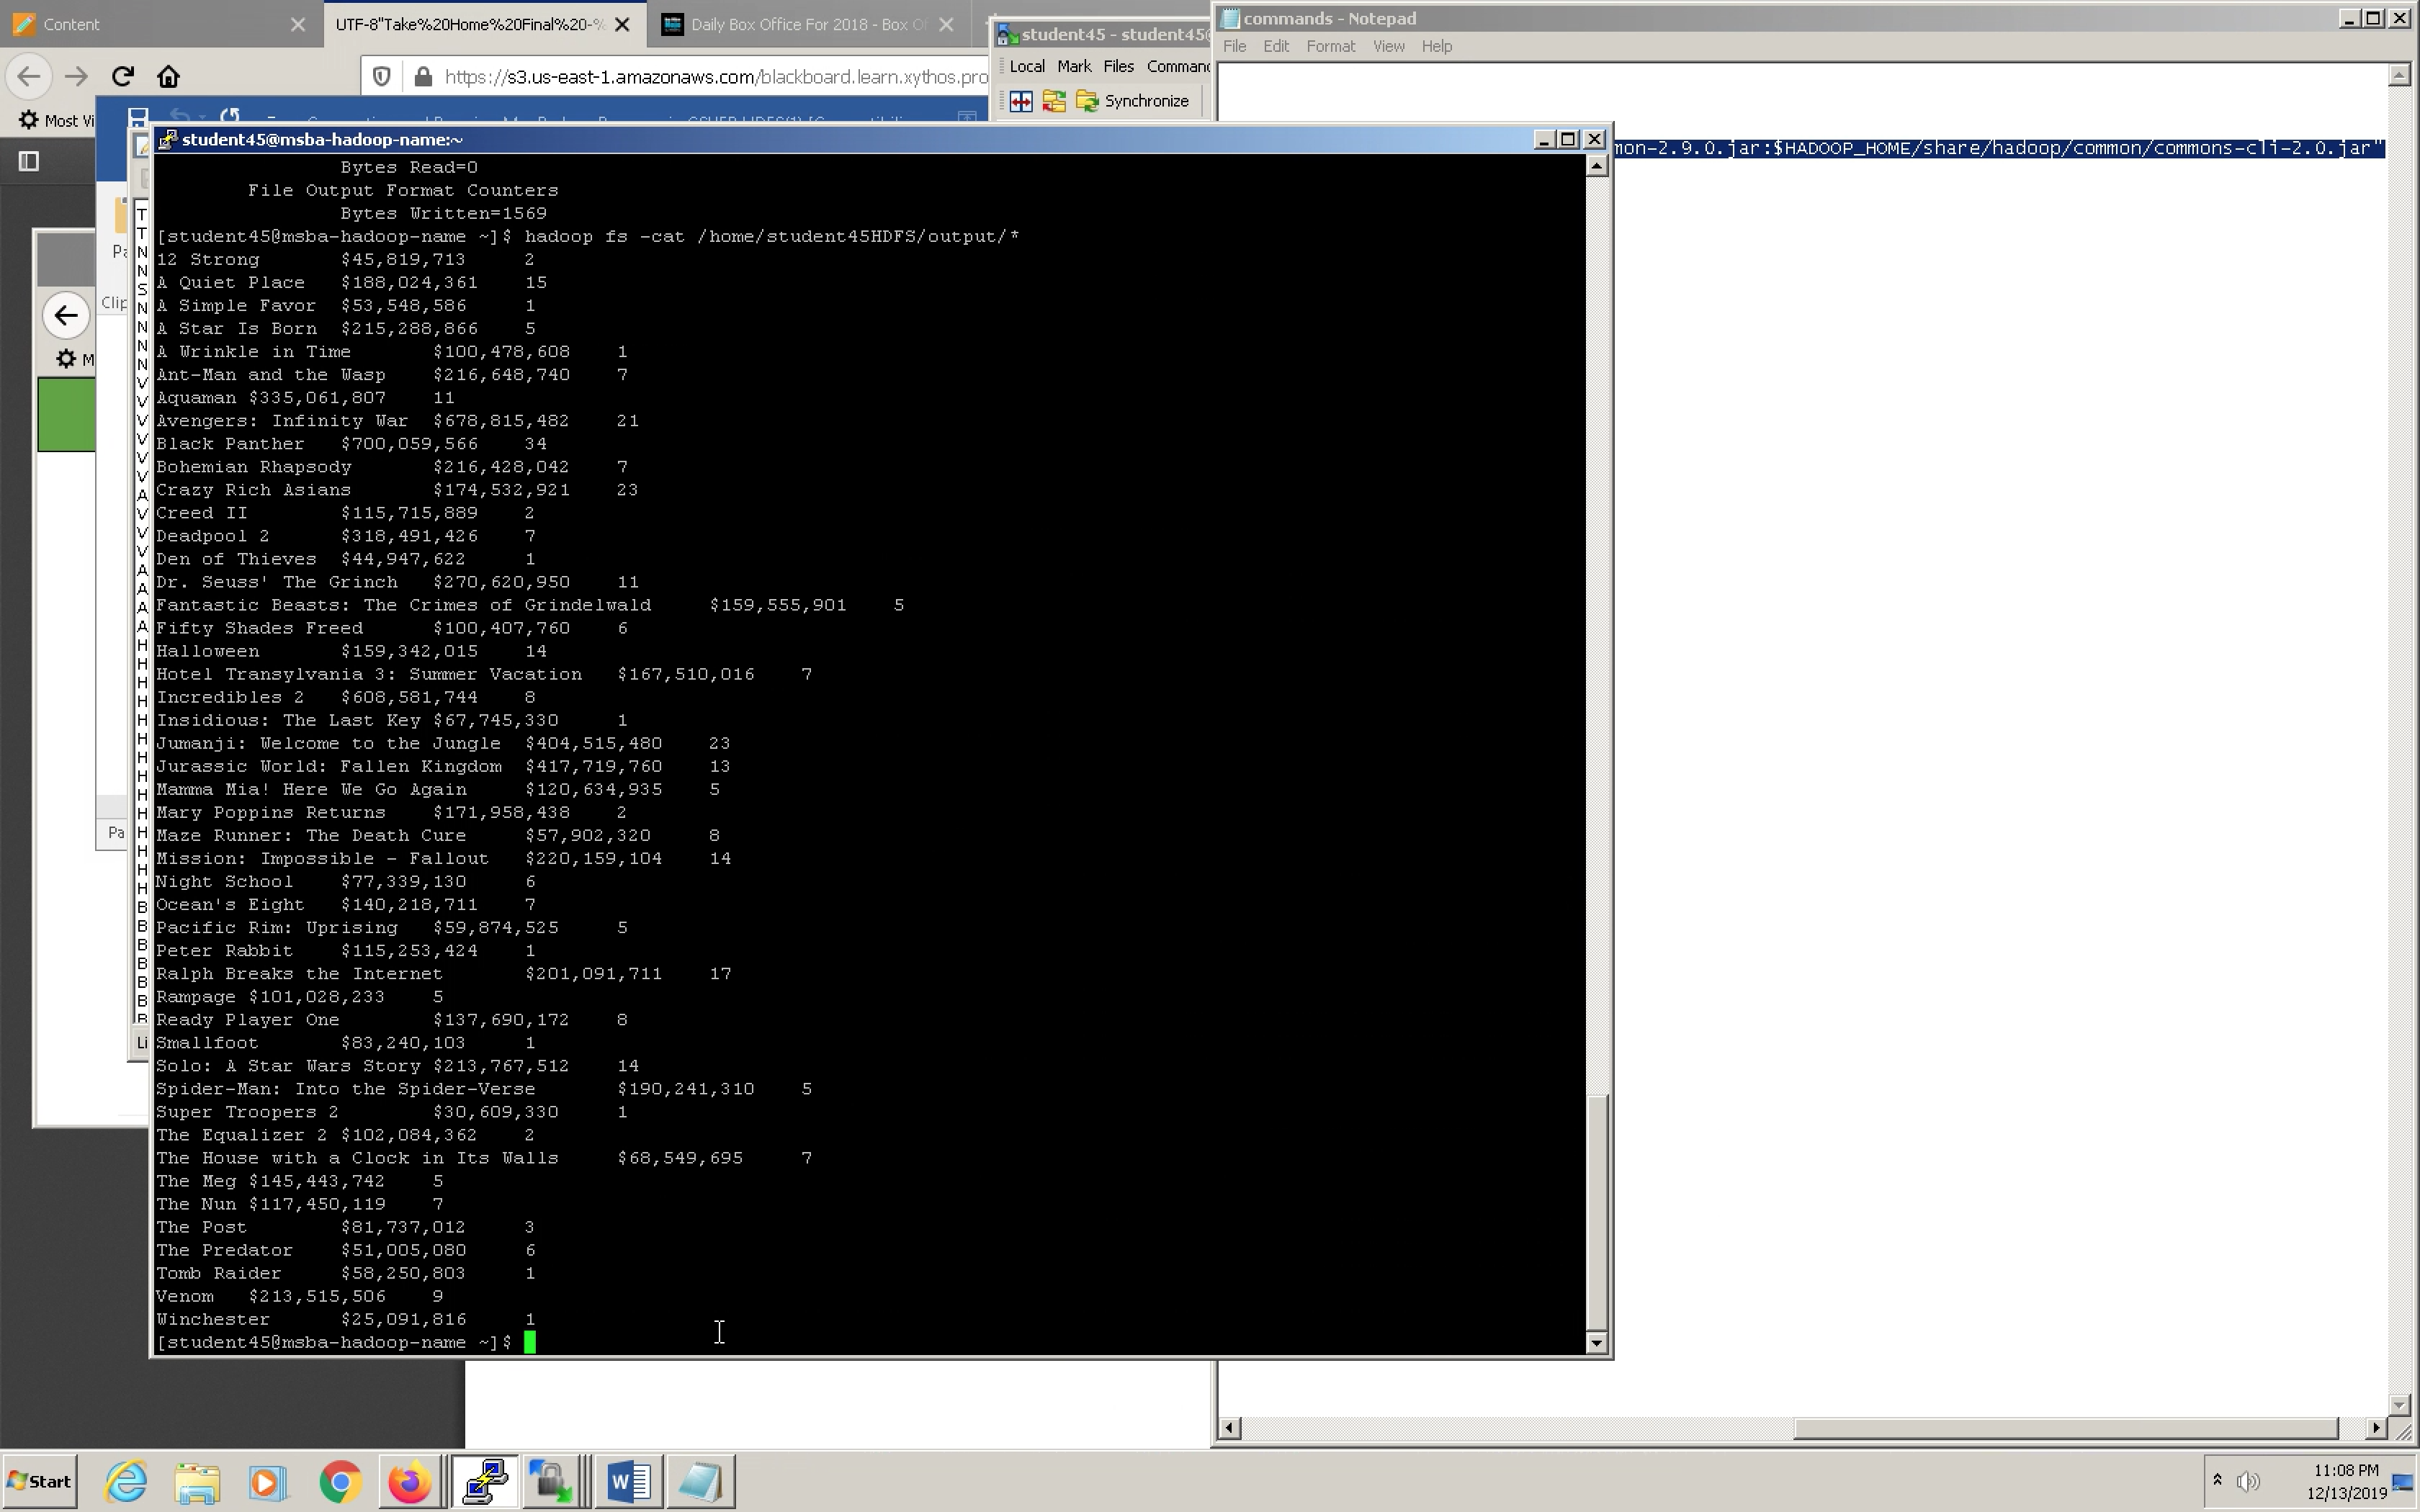 Content
UTF-8"Take%20Home%20Final%20-%
Daily Box Office For 2018 - Box Of
https://s3.us-east-1.amazonaws.com/blackboard.learn.xythos.pro
Most Vi
student45 - student45@
Local Mark Files Command
Synchronize
commands - Notepad
File Edit Format View Help
mon-2.9.0.jar:$HADOOP_HOME/share/hadoop/common/commons-cli-2.0.jar"
student45@msba-hadoop-name:~
Bytes Read=0
File Output Format Counters
Bytes Written=1569
[student45@msba-hadoop-name ~]$ hadoop fs -cat /home/student45HDFS/output/*
12 Strong $45,819,713 2
A Quiet Place $188,024,361 15
A Simple Favor $53,548,586 1
A Star Is Born $215,288,866 5
A Wrinkle in Time $100,478,608 1
Ant-Man and the Wasp $216,648,740 7
Aquaman $335,061,807 11
Avengers: Infinity War $678,815,482 21
Black Panther $700,059,566 34
Bohemian Rhapsody $216,428,042 7
Crazy Rich Asians $174,532,921 23
Creed II $115,715,889 2
Deadpool 2 $318,491,426 7
Den of Thieves $44,947,622 1
Dr. Seuss' The Grinch $270,620,950 11
Fantastic Beasts: The Crimes of Grindelwald $159,555,901 5
Fifty Shades Freed $100,407,760 6
Halloween $159,342,015 14
Hotel Transylvania 3: Summer Vacation $167,510,016 7
Incredibles 2 $608,581,744 8
Insidious: The Last Key $67,745,330 1
Jumanji: Welcome to the Jungle $404,515,480 23
Jurassic World: Fallen Kingdom $417,719,760 13
Mamma Mia! Here We Go Again $120,634,935 5
Mary Poppins Returns $171,958,438 2
Maze Runner: The Death Cure $57,902,320 8
Mission: Impossible - Fallout $220,159,104 14
Night School $77,339,130 6
Ocean's Eight $140,218,711 7
Pacific Rim: Uprising $59,874,525 5
Peter Rabbit $115,253,424 1
Ralph Breaks the Internet $201,091,711 17
Rampage $101,028,233 5
Ready Player One $137,690,172 8
Smallfoot $83,240,103 1
Solo: A Star Wars Story $213,767,512 14
Spider-Man: Into the Spider-Verse $190,241,310 5
Super Troopers 2 $30,609,330 1
The Equalizer 2 $102,084,362 2
The House with a Clock in Its Walls $68,549,695 7
The Meg $145,443,742 5
The Nun $117,450,119 7
The Post $81,737,012 3
The Predator $51,005,080 6
Tomb Raider $58,250,803 1
Venom $213,515,506 9
Winchester $25,091,816 1
[student45@msba-hadoop-name ~]$
Start
11:08 PM
12/13/2019